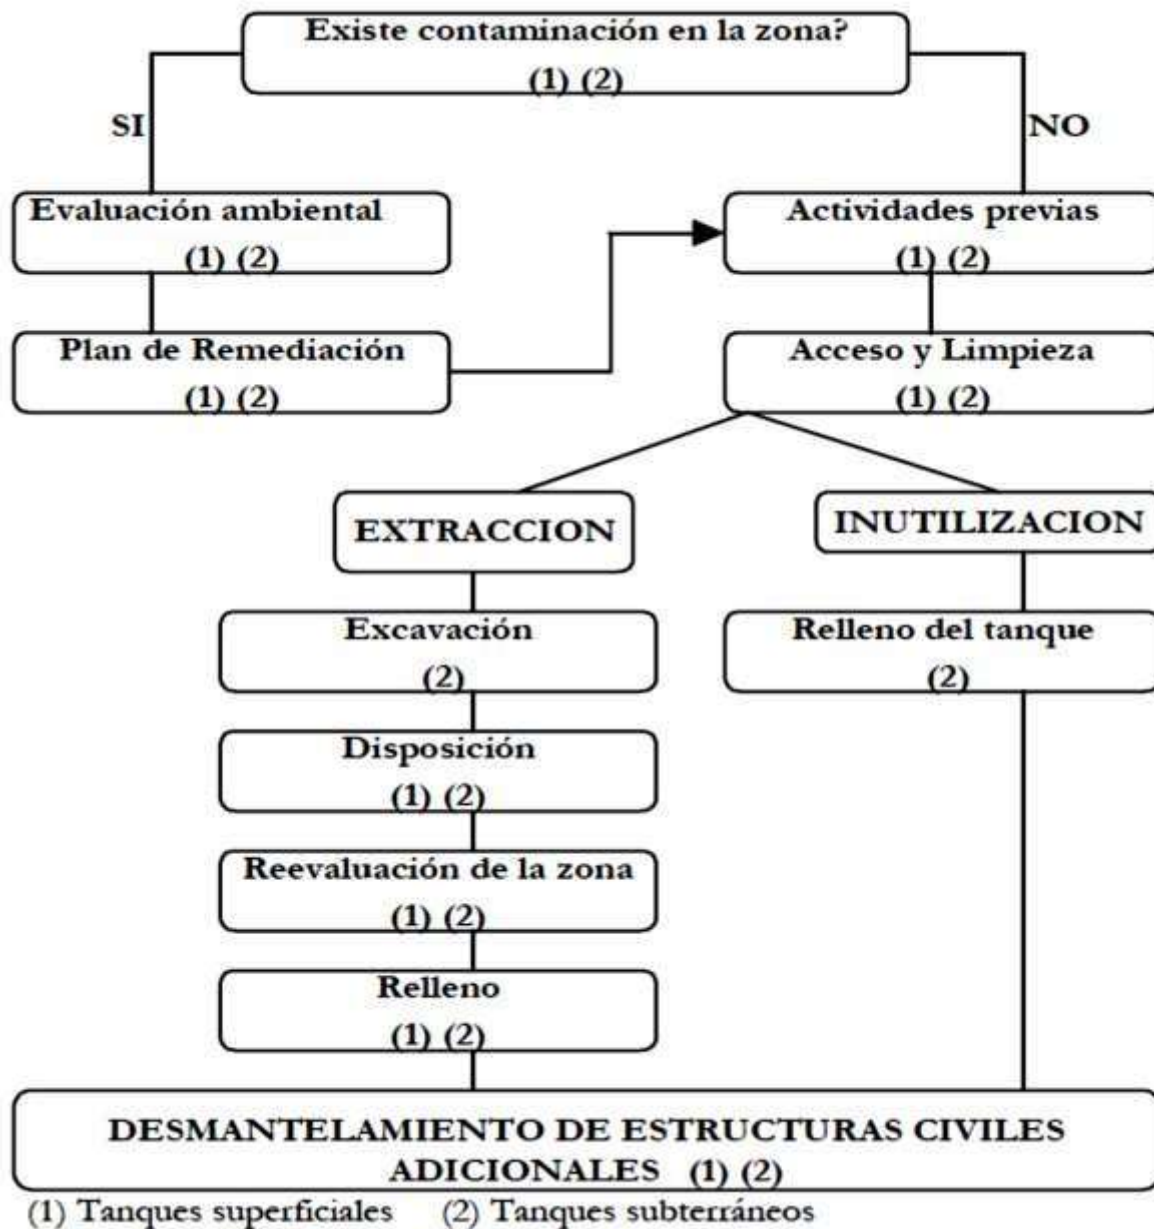 Existe contaminación en la zona?
(1) (2)
SI
NO
Evaluación ambiental
(1) (2)
Actividades previas
(1) (2)
Plan de Remediación
(1) (2)
Acceso y Limpieza
(1) (2)
EXTRACCION
INUTILIZACION
Excavación
(2)
Relleno del tanque
(2)
Disposición
(1) (2)
Reevaluación de la zona
(1) (2)
Relleno
(1) (2)
DESMANTELAMIENTO DE ESTRUCTURAS CIVILES
ADICIONALES (1) (2)
(1) Tanques superficiales (2) Tanques subterráneos